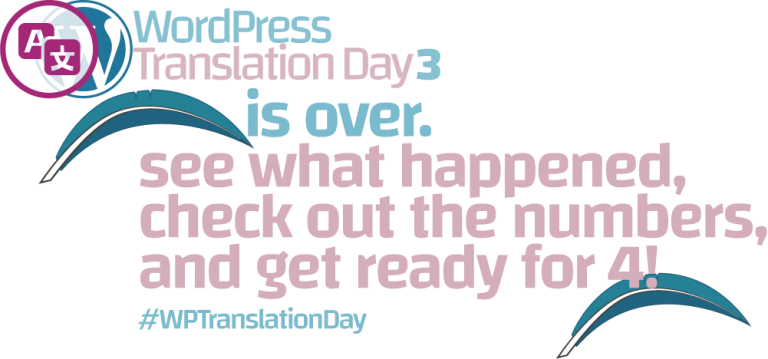 A 文 W
WordPress
Translation Day 3
is over.
see what happened,
check out the numbers,
and get ready for 4!
#WPTranslationDay